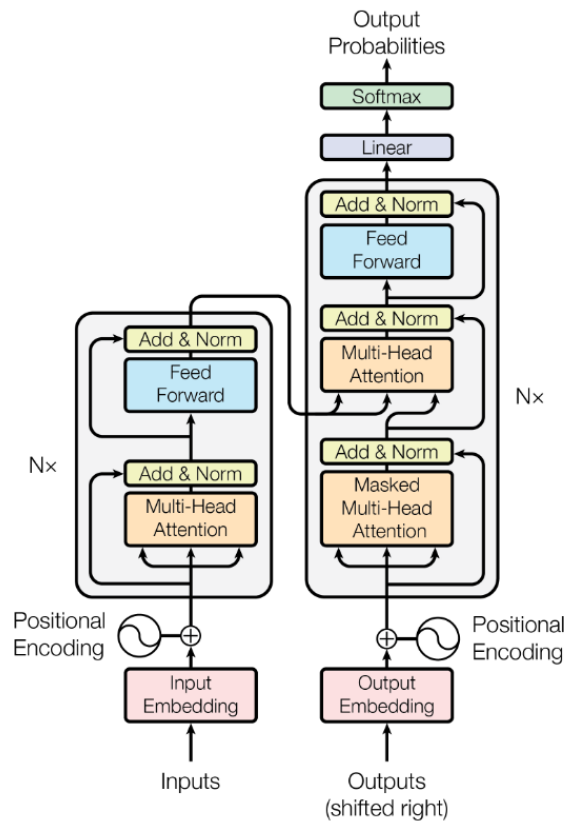 Output
Probabilities
Softmax
Linear
Add & Norm
Feed
Forward
Add & Norm
Multi-Head
Attention
Add & Norm
Masked
Multi-Head
Attention
N×
Add & Norm
Feed
Forward
Add & Norm
Multi-Head
Attention
N×
Positional
Encoding
Positional
Encoding
Input
Embedding
Output
Embedding
Inputs
Outputs
(shifted right)